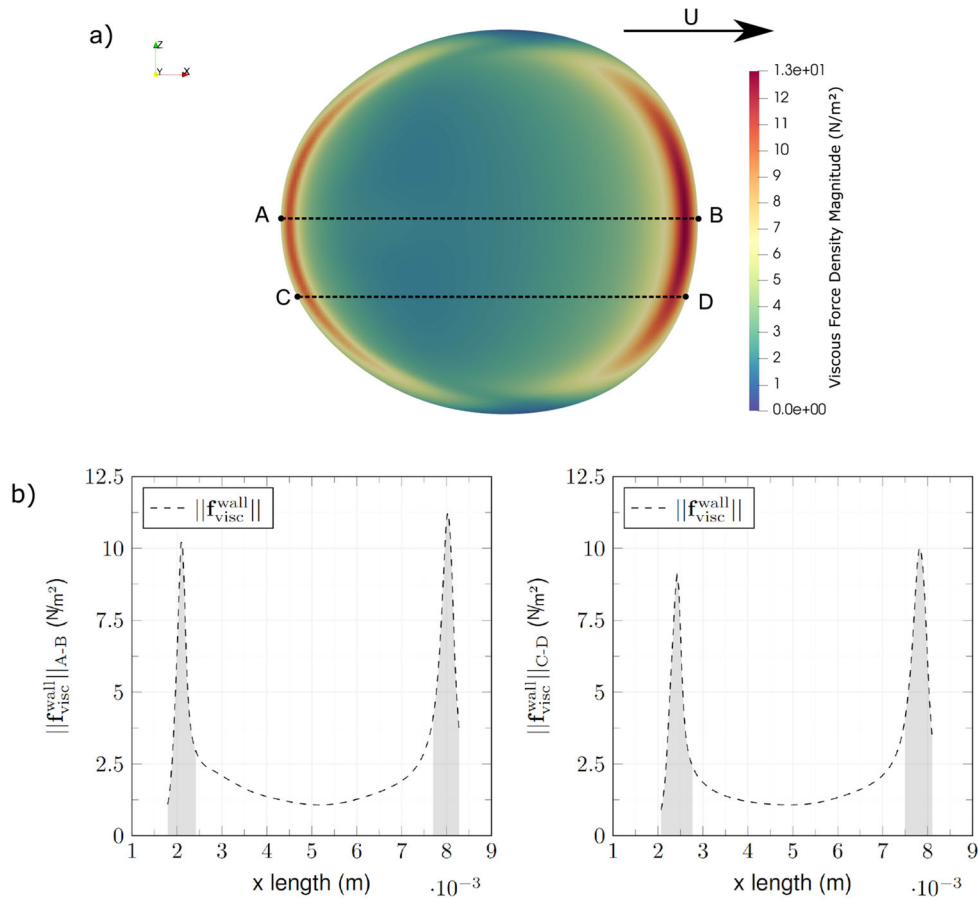 a)
U
Z
Y
X
1.3e+01
12
11
10
9
8
7
6
5
4
3
2
1
0.0e+00
Viscous Force Density Magnitude (N/m²)
A
B
C
D
b)
12.5
10
7.5
5
2.5
0
||f_visc^wall||_A-B (N/m²)
||f_visc^wall||
1 2 3 4 5 6 7 8 9
x length (m)
·10⁻³
12.5
10
7.5
5
2.5
0
||f_visc^wall||_C-D (N/m²)
||f_visc^wall||
1 2 3 4 5 6 7 8 9
x length (m)
·10⁻³